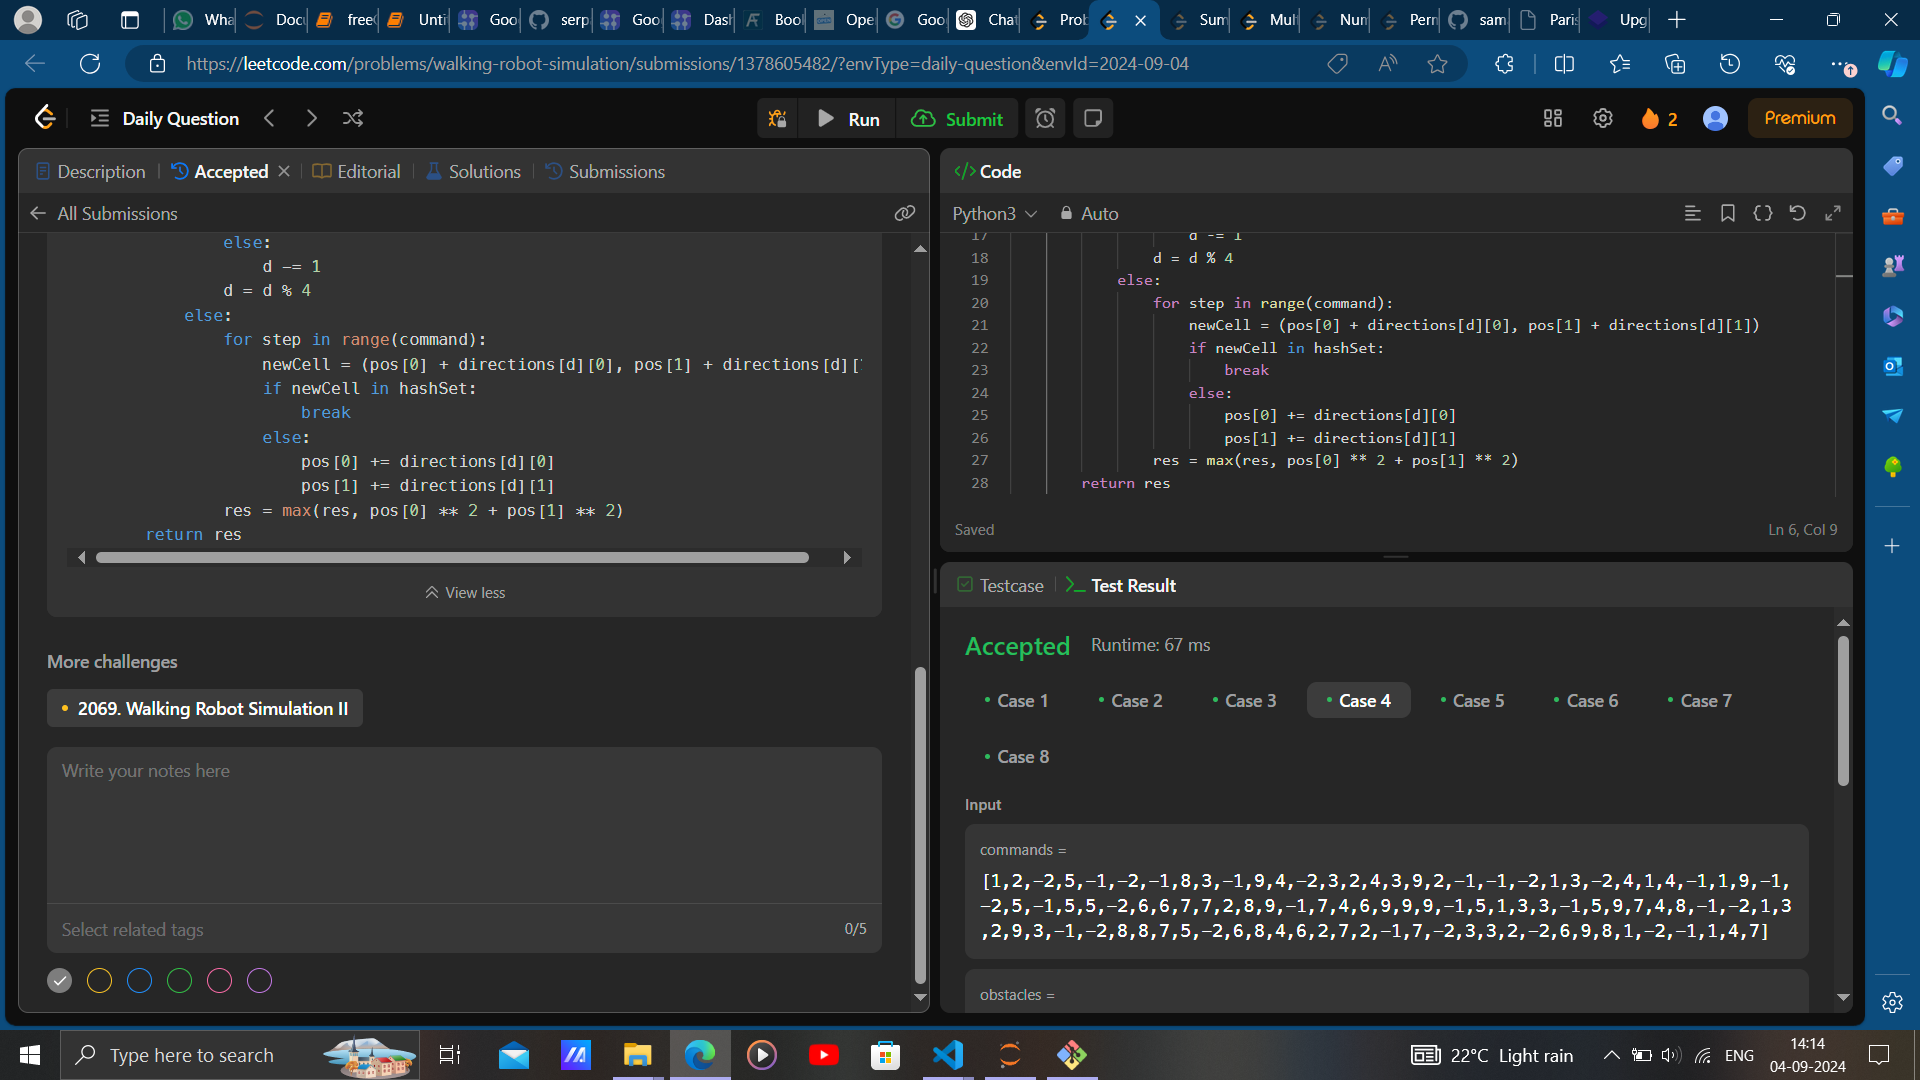 Wha
Docu
free
Unti
Goo
serp
Goo
Dash
Bool
Ope
Goo
Chat
Prob
Sum
Mult
Num
Perr
sam
Paris
Upg
https://leetcode.com/problems/walking-robot-simulation/submissions/1378605482/?envType=daily-question&envId=2024-09-04
Daily Question
Run
Submit
2
Premium
Description
Accepted
Editorial
Solutions
Submissions
All Submissions
else:
d -= 1
d = d % 4
else:
for step in range(command):
newCell = (pos[0] + directions[d][0], pos[1] + directions[d][
if newCell in hashSet:
break
else:
pos[0] += directions[d][0]
pos[1] += directions[d][1]
res = max(res, pos[0] ** 2 + pos[1] ** 2)
return res
View less
More challenges
2069. Walking Robot Simulation II
Write your notes here
Select related tags
0/5
Code
Python3
Auto
17 d -= 1
18 d = d % 4
19 else:
20 for step in range(command):
21 newCell = (pos[0] + directions[d][0], pos[1] + directions[d][1])
22 if newCell in hashSet:
23 break
24 else:
25 pos[0] += directions[d][0]
26 pos[1] += directions[d][1]
27 res = max(res, pos[0] ** 2 + pos[1] ** 2)
28 return res
Saved
Ln 6, Col 9
Testcase
Test Result
Accepted
Runtime: 67 ms
Case 1
Case 2
Case 3
Case 4
Case 5
Case 6
Case 7
Case 8
Input
commands =
[1,2,-2,5,-1,-2,-1,8,3,-1,9,4,-2,3,2,4,3,9,2,-1,-1,-2,1,3,-2,4,1,4,-1,1,9,-1,
-2,5,-1,5,5,-2,6,6,7,7,2,8,9,-1,7,4,6,9,9,9,-1,5,1,3,3,-1,5,9,7,4,8,-1,-2,1,3
,2,9,3,-1,-2,8,8,7,5,-2,6,8,4,6,2,7,2,-1,7,-2,3,3,2,-2,6,9,8,1,-2,-1,1,4,7]
obstacles =
Type here to search
22°C Light rain
ENG
14:14
04-09-2024